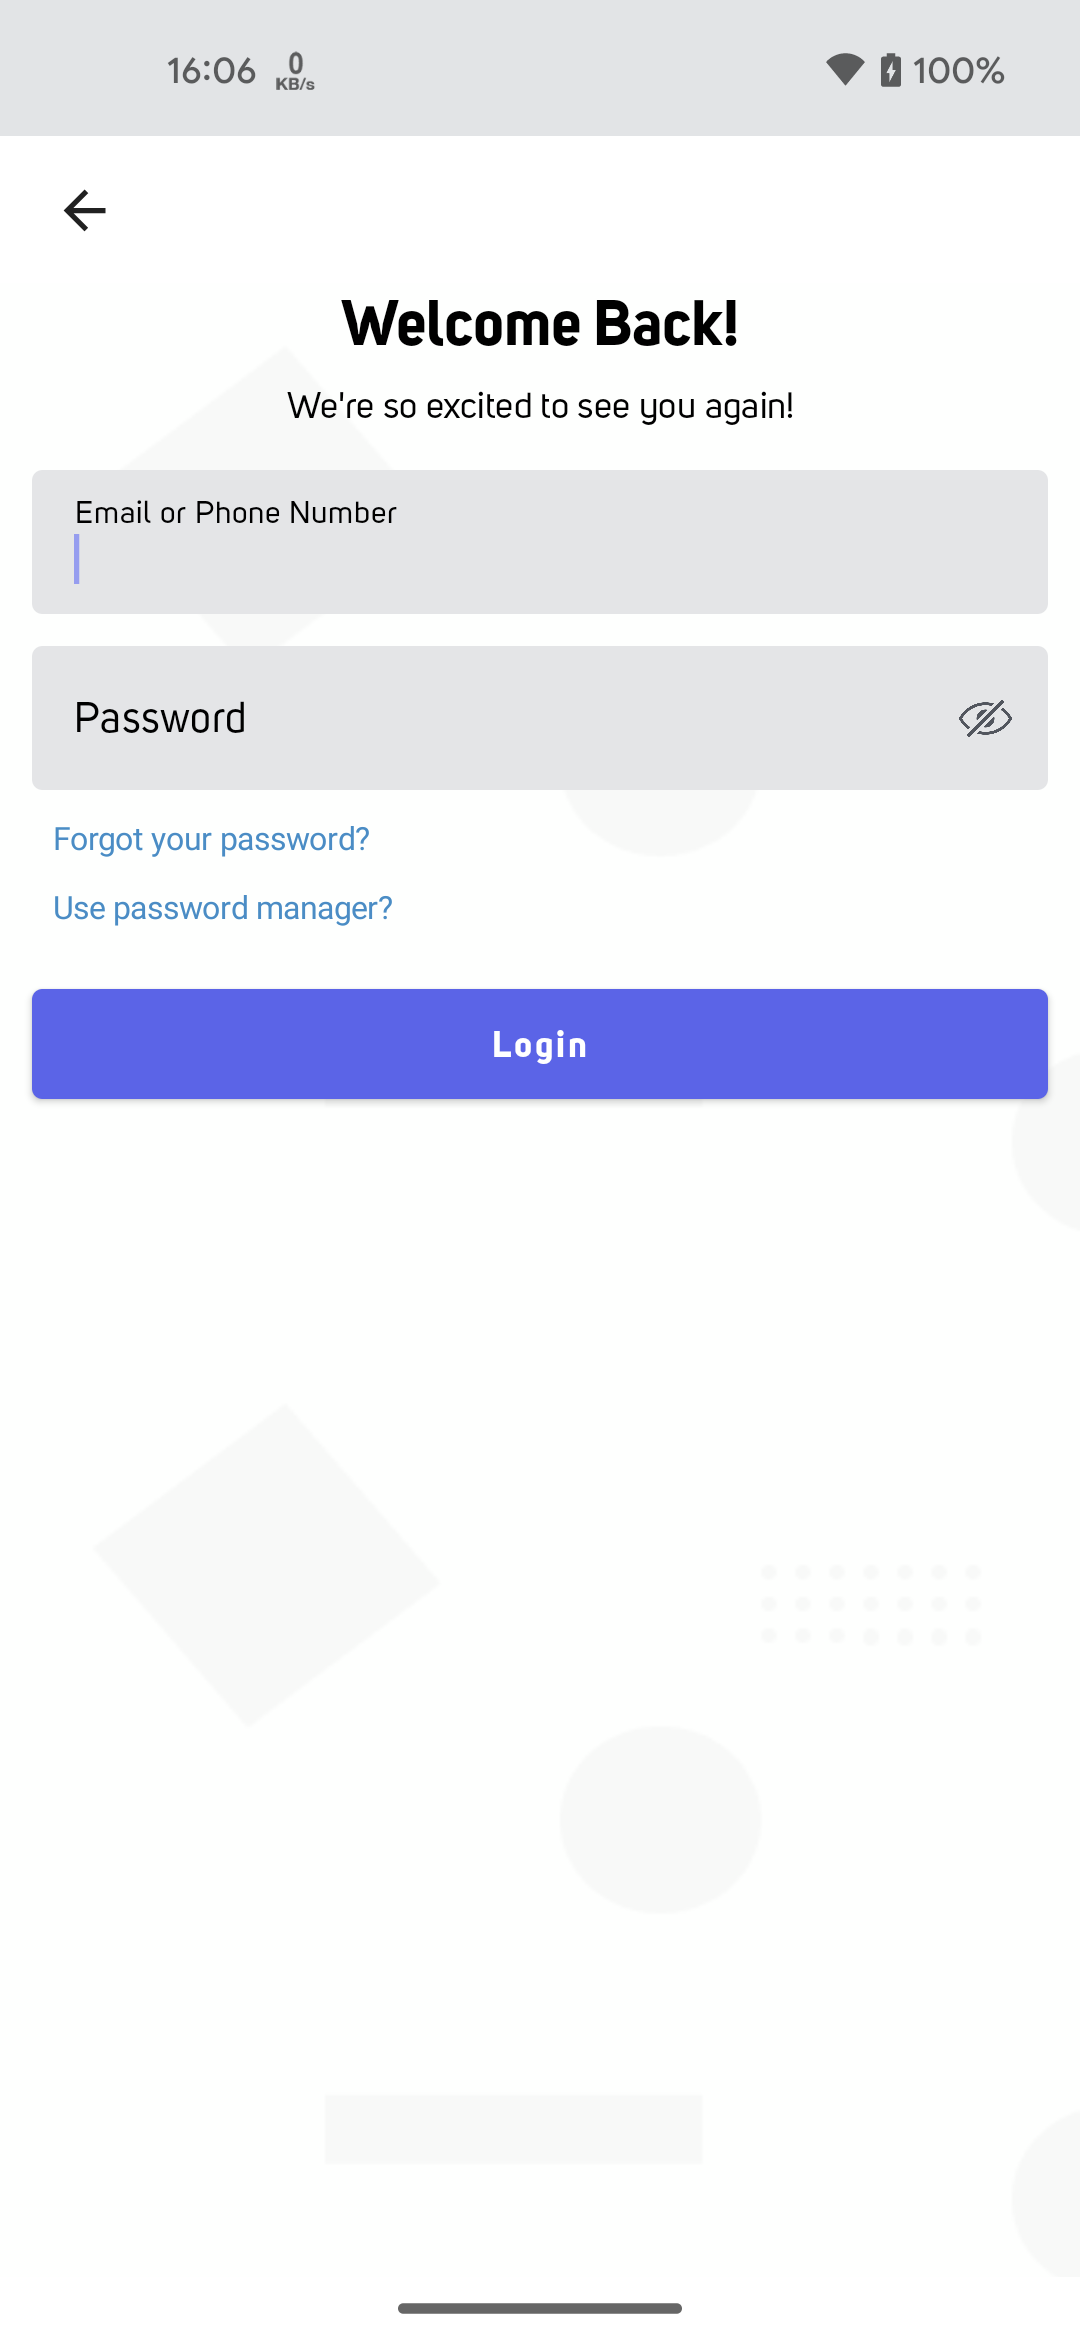 16:06 0 KB/s 100%
Welcome Back!
We're so excited to see you again!
Email or Phone Number
Password
Forgot your password?
Use password manager?
Login